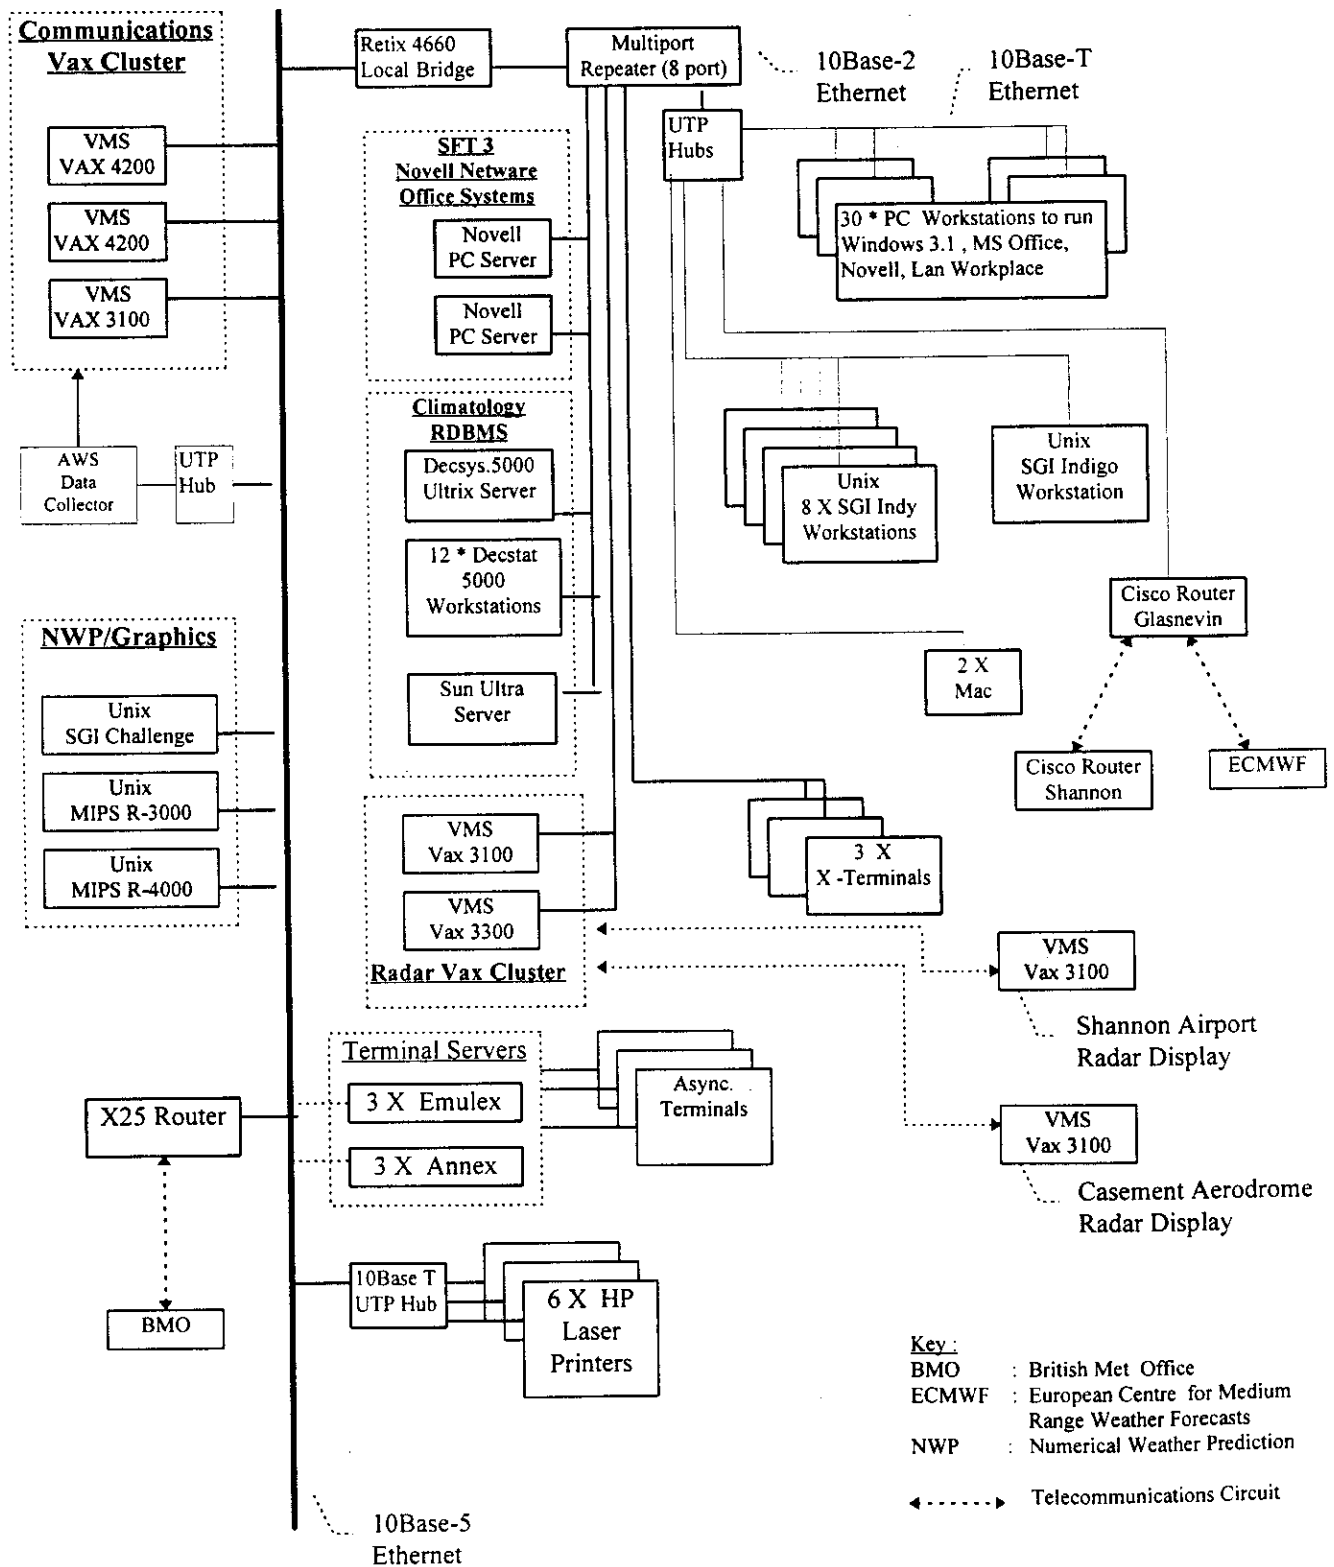 Communications
Vax Cluster
VMS
VAX 4200
VMS
VAX 4200
VMS
VAX 3100
AWS
Data
Collector
UTP
Hub
NWP/Graphics
Unix
SGI Challenge
Unix
MIPS R-3000
Unix
MIPS R-4000
X25 Router
BMO
Retix 4660
Local Bridge
Multiport
Repeater (8 port)
10Base-2
Ethernet
10Base-T
Ethernet
UTP
Hubs
SFT 3
Novell Netware
Office Systems
Novell
PC Server
Novell
PC Server
30 * PC Workstations to run
Windows 3.1 , MS Office,
Novell, Lan Workplace
Climatology
RDBMS
Decsys.5000
Ultrix Server
12 * Decstat
5000
Workstations
Sun Ultra
Server
Unix
8 X SGI Indy
Workstations
Unix
SGI Indigo
Workstation
Cisco Router
Glasnevin
2 X
Mac
Cisco Router
Shannon
ECMWF
VMS
Vax 3100
VMS
Vax 3300
Radar Vax Cluster
3 X
X -Terminals
VMS
Vax 3100
Shannon Airport
Radar Display
Terminal Servers
3 X Emulex
3 X Annex
Async.
Terminals
VMS
Vax 3100
Casement Aerodrome
Radar Display
10Base T
UTP Hub
6 X HP
Laser
Printers
Key :
BMO : British Met Office
ECMWF : European Centre for Medium
Range Weather Forecasts
NWP : Numerical Weather Prediction
Telecommunications Circuit
10Base-5
Ethernet